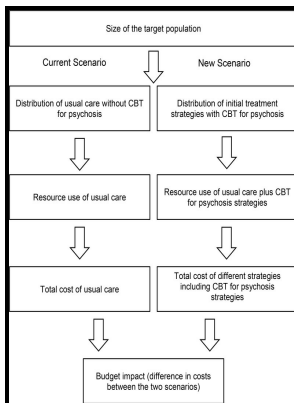 Size of the target population
Current Scenario
New Scenario
Distribution of usual care without CBT
for psychosis
Distribution of initial treatment
strategies with CBT for psychosis
Resource use of usual care
Resource use of usual care plus CBT
for psychosis strategies
Total cost of usual care
Total cost of different strategies
including CBT for psychosis
strategies
Budget impact (difference in costs
between the two scenarios)